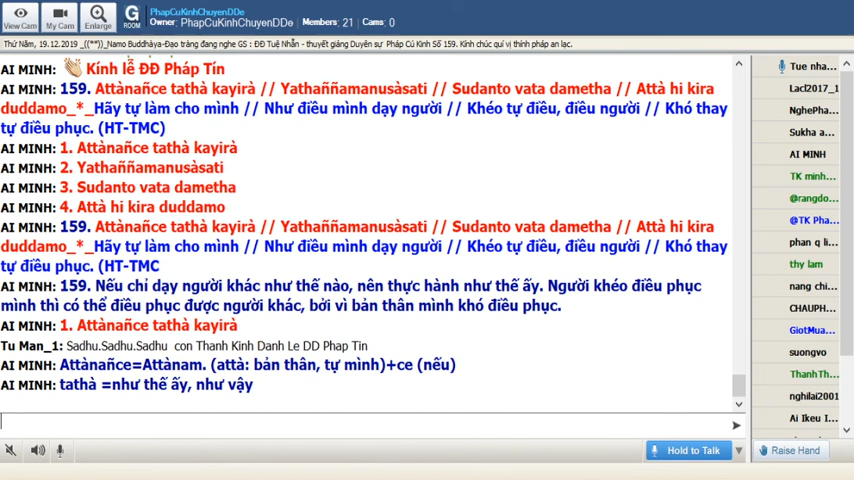 PhapCuKinhChuyenDDe
Owner: PhapCuKinhChuyenDDe Members: 21 Cams: 0
View Cam
My Cam
Enlarge
G
ROOM
Thứ Năm, 19.12.2019 _((**))_Namo Buddhàya-Đạo tràng đang nghe GS : ĐĐ Tuệ Nhẫn - thuyết giảng Duyên sự Pháp Cú Kinh Số 159. Kính chúc quí vị thính pháp an lạc.
AI MINH: Kính lễ ĐĐ Pháp Tín
AI MINH: 159. Attànañce tathà kayirà // Yathaññamanusàsati // Sudanto vata dametha // Attà hi kira
duddamo_*_Hãy tự làm cho mình // Như điều mình dạy người // Khéo tự điều, điều người // Khó thay
tự điều phục. (HT-TMC)
AI MINH: 1. Attànañce tathà kayirà
AI MINH: 2. Yathaññamanusàsati
AI MINH: 3. Sudanto vata dametha
AI MINH: 4. Attà hi kira duddamo
AI MINH: 159. Attànañce tathà kayirà // Yathaññamanusàsati // Sudanto vata dametha // Attà hi kira
duddamo_*_Hãy tự làm cho mình // Như điều mình dạy người // Khéo tự điều, điều người // Khó thay
tự điều phục. (HT-TMC
AI MINH: 159. Nếu chỉ dạy người khác như thế nào, nên thực hành như thế ấy. Người khéo điều phục
mình thì có thể điều phục được người khác, bởi vì bản thân mình khó điều phục.
AI MINH: 1. Attànañce tathà kayirà
Tu Man_1: Sadhu.Sadhu.Sadhu con Thanh Kinh Danh Le DD Phap Tin
AI MINH: Attànañce=Attànam. (attà: bản thân, tự mình)+ce (nếu)
AI MINH: tathà =như thế ấy, như vậy
Hold to Talk
Tue nha...
Lacl2017_1
NghePha...
Sukha a...
AI MINH
TK minh...
@rangdo...
@TK Pha...
phan q li...
thy lam
nang chi...
CHAUPH...
GiotMua...
suongvo
ThanhTh...
nghilai2001
Ai Ikeu I...
Raise Hand